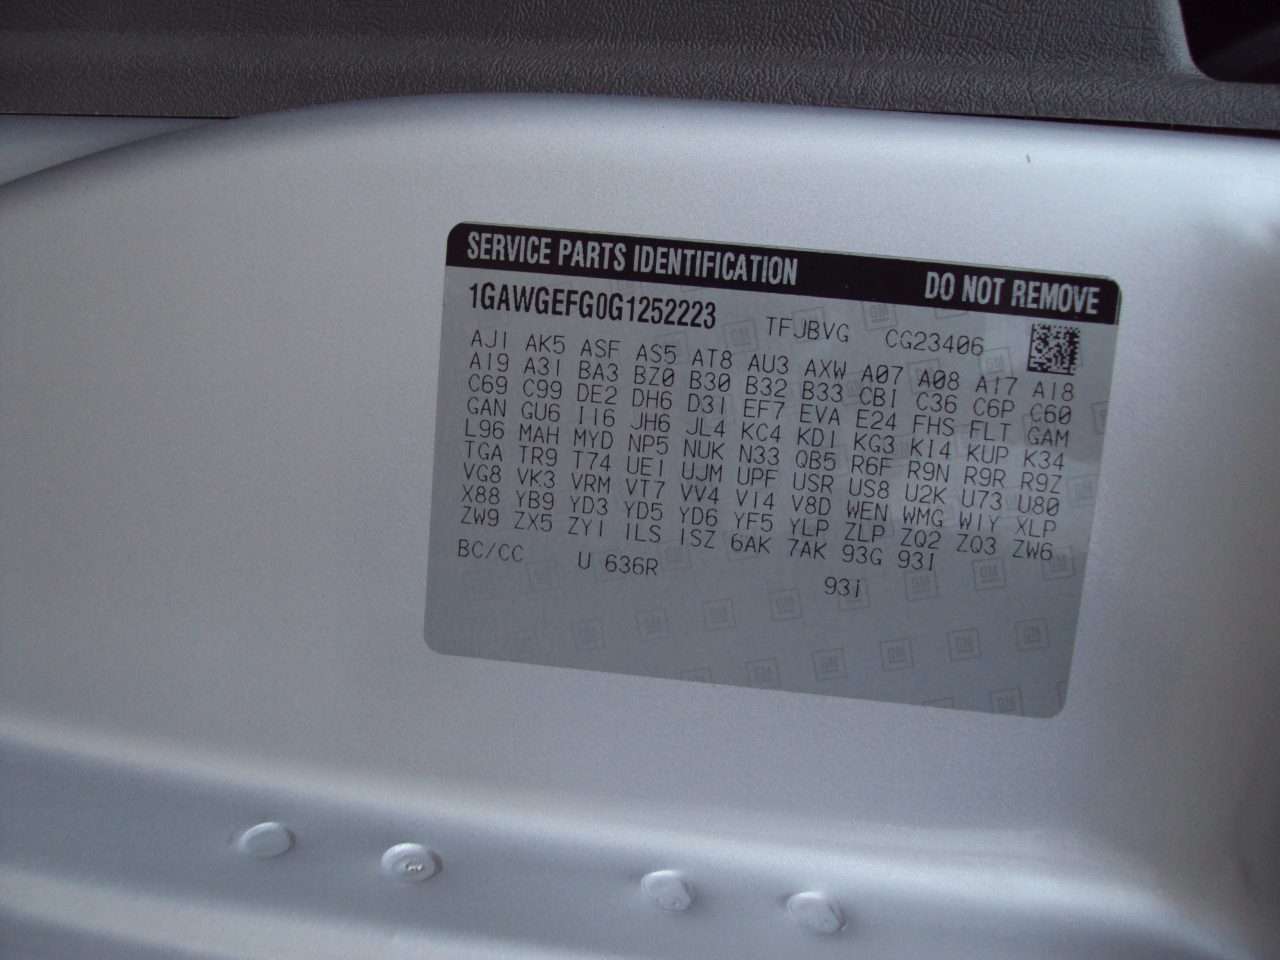 SERVICE PARTS IDENTIFICATION DO NOT REMOVE
1GAWGEFG0G1252223 TFJBVG CG23406
AJ1 AK5 ASF AS5 AT8 AU3 AXW A07 A08 A17 A18
A19 A31 BA3 BZ0 B30 B32 B33 CB1 C36 C6P C60
C69 C99 DE2 DH6 D31 EF7 EVA E24 FHS FLT GAM
GAN GU6 I16 JH6 JL4 KC4 KD1 KG3 K14 KUP K34
L96 MAH MYD NP5 NUK N33 QB5 R6F R9N R9R R9Z
TGA TR9 T74 UE1 UJM UPF USR US8 U2K U73 U80
VG8 VK3 VRM VT7 VV4 V14 V8D WEN WMG W1Y XLP
X88 YB9 YD3 YD5 YD6 YF5 YLP ZLP ZQ2 ZQ3 ZW6
ZW9 ZX5 ZY1 1LS 1SZ 6AK 7AK 93G 93I
BC/CC U 636R 93I